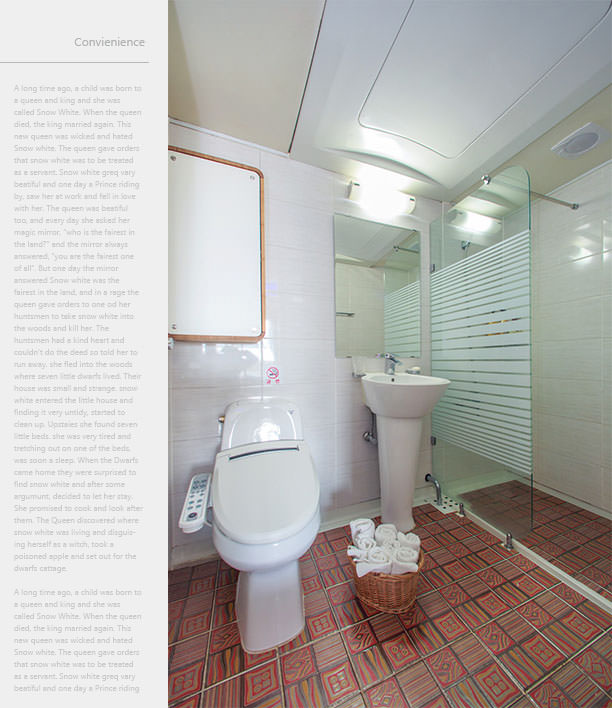 Convienience
A long time ago, a child was born to
a queen and king and she was
called Snow White. When the queen
died, the king married again. This
new queen was wicked and hated
Snow white. The queen gave orders
that snow white was to be treated
as a servant. Snow white greq vary
beatiful and one day a Prince riding
by, saw her at work and fell in love
with her. The queen was beatiful
too, and every day she asked her
magic mirror, "who is the fairest in
the land?" and the mirror always
answered, "you are the fairest one
of all". But one day the mirror
answered Snow white was the
fairest in the land, and in a rage the
queen gave orders to one od her
huntsmen to take snow white into
the woods and kill her. The
huntsmen had a kind heart and
couldn't do the deed so told her to
run away. she fled into the woods
where seven little dwarfs lived. Their
house was small and strange. snow
white entered the little house and
finding it very untidy, started to
clean up. Upstaies she found seven
little beds. she was very tired and
tretching out on one of the beds,
was soon a sleep. When the Dwarfs
came home they were surprised to
find snow white and after some
argumunt, decided to let her stay.
She promised to cook and look after
them. The Queen discovered where
snow white was living and disguie-
ing herself as a witch, took a
poisoned apple and set out for the
dwarfs cattage.
A long time ago, a child was born to
a queen and king and she was
called Snow White. When the queen
died, the king married again. This
new queen was wicked and hated
Snow white. The queen gave orders
that snow white was to be treated
as a servant. Snow white greq vary
beatiful and one day a Prince riding